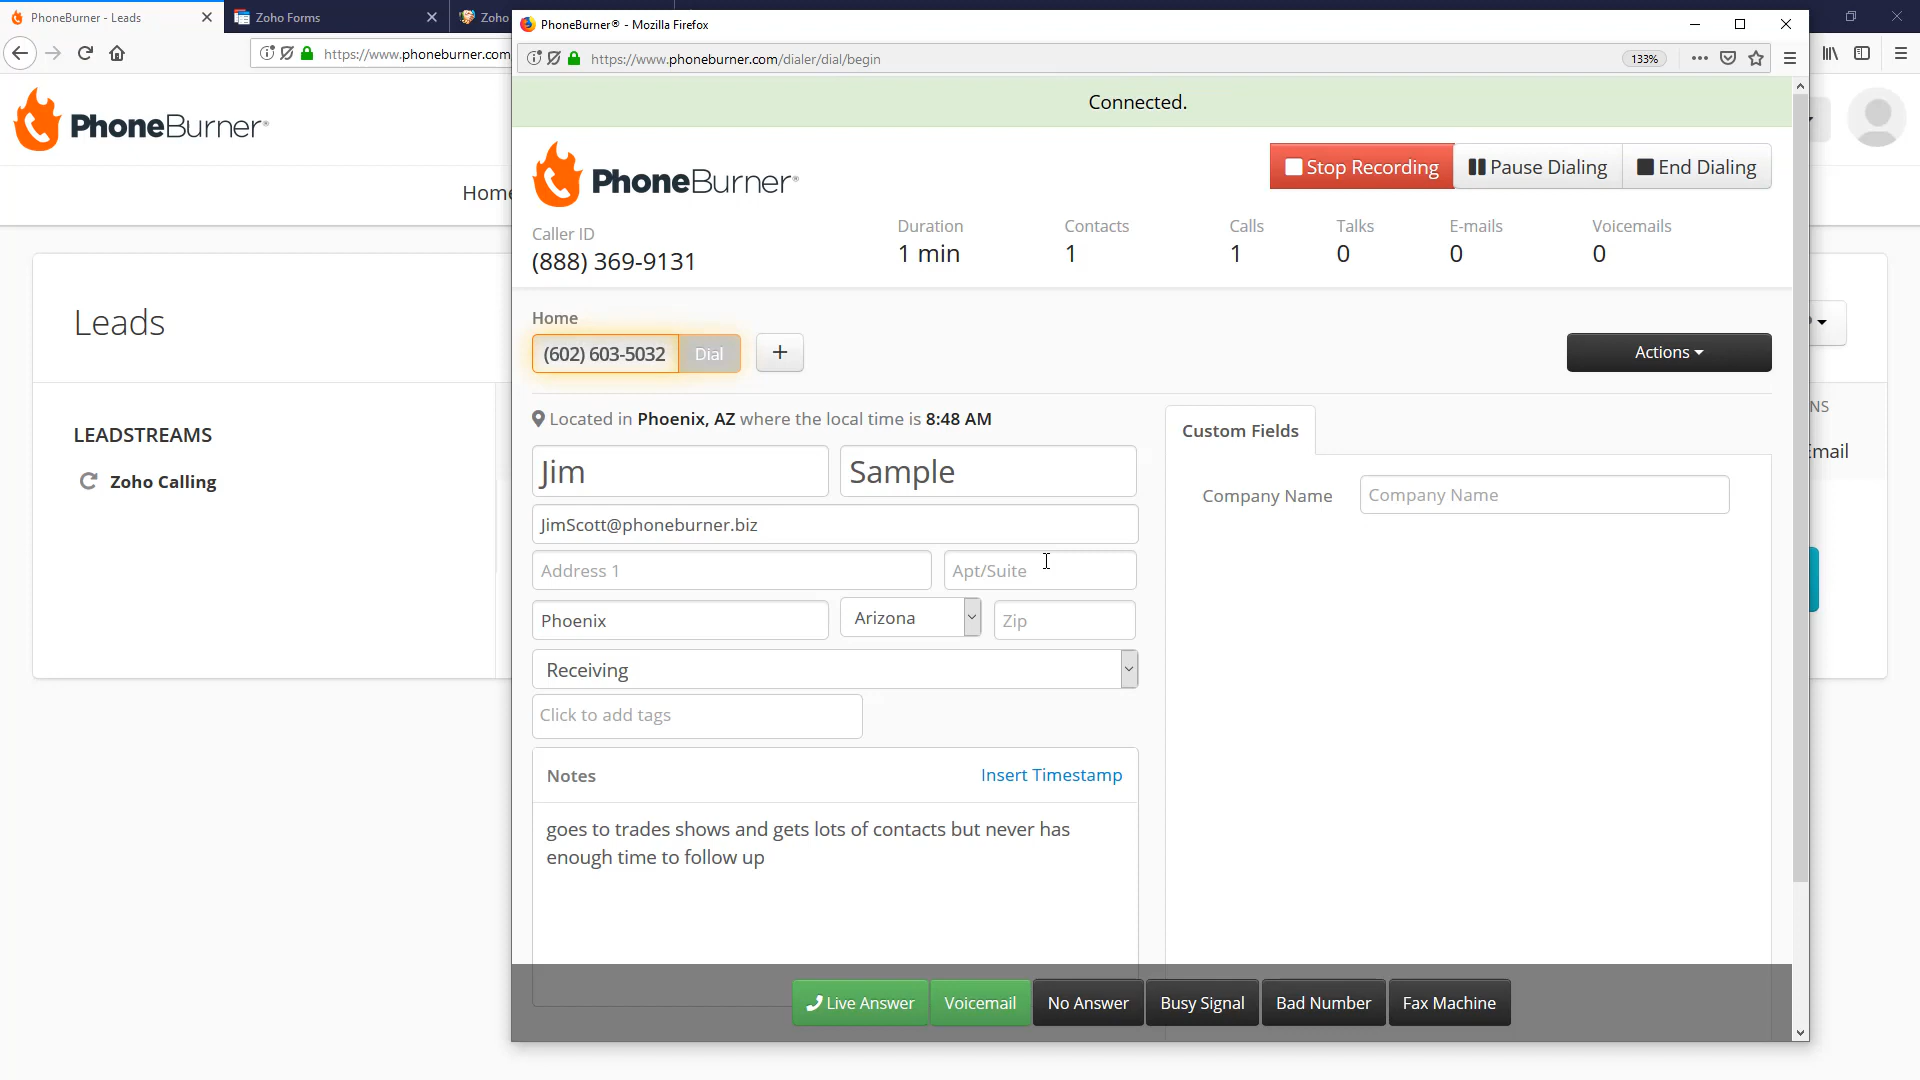 PhoneBurner - Leads
Zoho Forms
Zoho
PhoneBurner® - Mozilla Firefox
https://www.phoneburner.com
https://www.phoneburner.com/dialer/dial/begin
133%
Connected.
PhoneBurner®
PhoneBurner®
Stop Recording
Pause Dialing
End Dialing
Home
Caller ID
(888) 369-9131
Duration
1 min
Contacts
1
Calls
1
Talks
0
E-mails
0
Voicemails
0
Leads
Home
(602) 603-5032
Dial
+
Actions
LEADSTREAMS
Zoho Calling
Located in Phoenix, AZ where the local time is 8:48 AM
Jim
Sample
JimScott@phoneburner.biz
Address 1
Apt/Suite
Phoenix
Arizona
Zip
Receiving
Click to add tags
Custom Fields
Company Name
Company Name
NS
Email
Notes
Insert Timestamp
goes to trades shows and gets lots of contacts but never has
enough time to follow up
Live Answer
Voicemail
No Answer
Busy Signal
Bad Number
Fax Machine